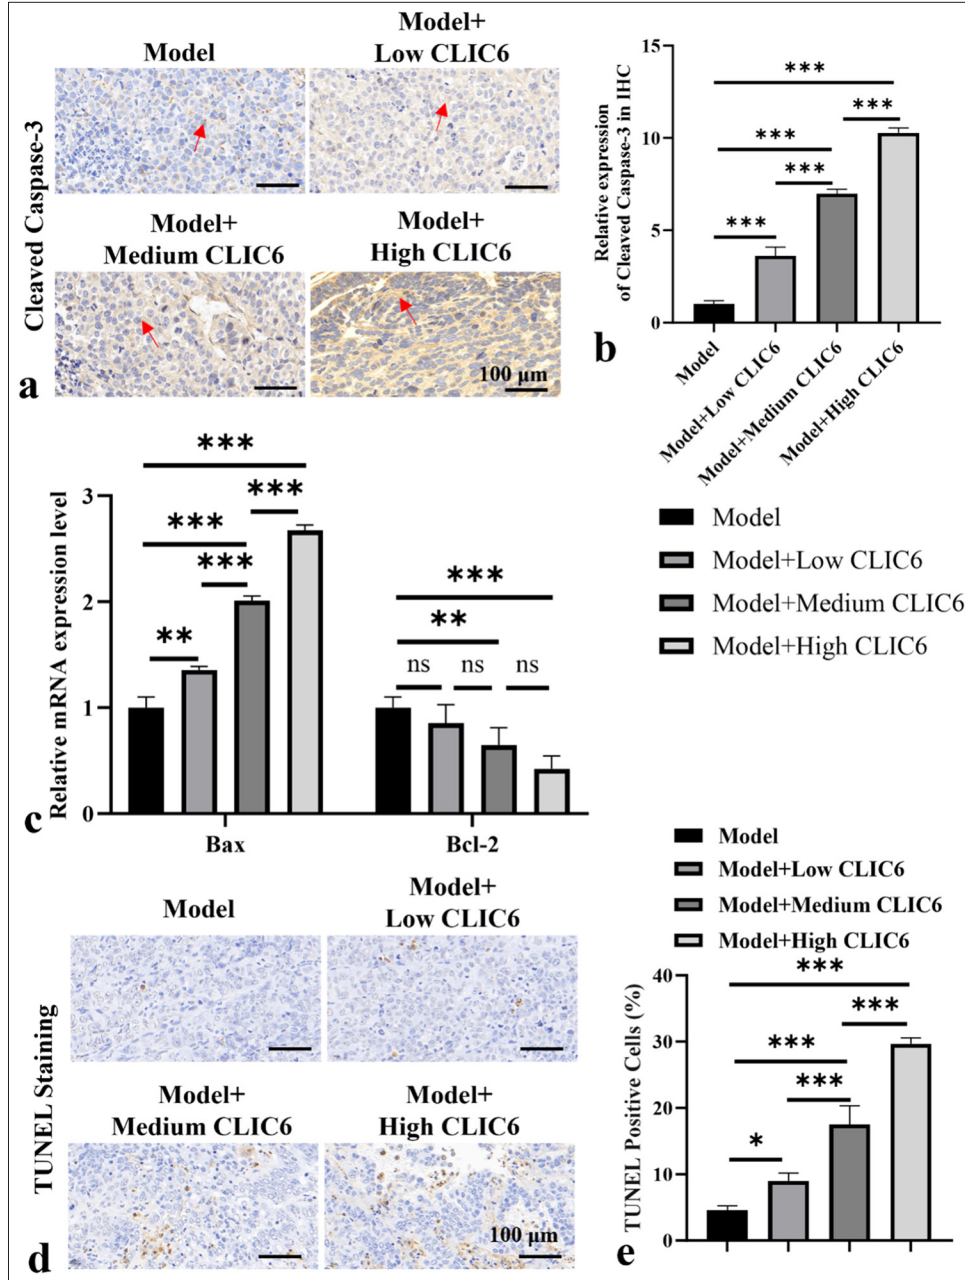 Cleaved Caspase-3
Model
Model+
Low CLIC6
Model+
Medium CLIC6
Model+
High CLIC6
100 μm
a
Relative expression
of Cleaved Caspase-3 in IHC
15
10
5
0
***
***
***
***
***
***
Model
Model+Low CLIC6
Model+Medium CLIC6
Model+High CLIC6
b
Relative mRNA expression level
3
2
1
0
***
***
***
***
**
***
**
ns
ns
ns
Bax
Bcl-2
c
Model
Model+Low CLIC6
Model+Medium CLIC6
Model+High CLIC6
TUNEL Staining
Model
Model+
Low CLIC6
Model+
Medium CLIC6
Model+
High CLIC6
100 μm
d
Model
Model+Low CLIC6
Model+Medium CLIC6
Model+High CLIC6
TUNEL Positive Cells (%)
40
30
20
10
0
***
***
***
***
*
e